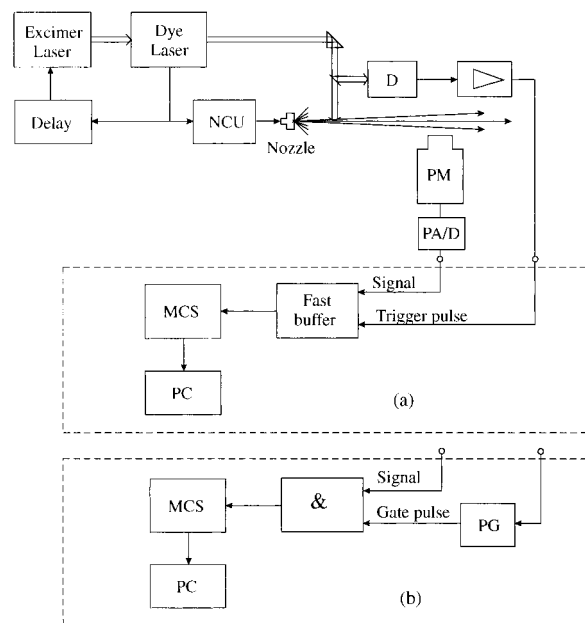 Excimer
Laser
Dye
Laser
D
Delay
NCU
Nozzle
PM
PA/D
Signal
Fast
buffer
MCS
Trigger pulse
PC
(a)
Signal
&
MCS
Gate pulse
PG
PC
(b)